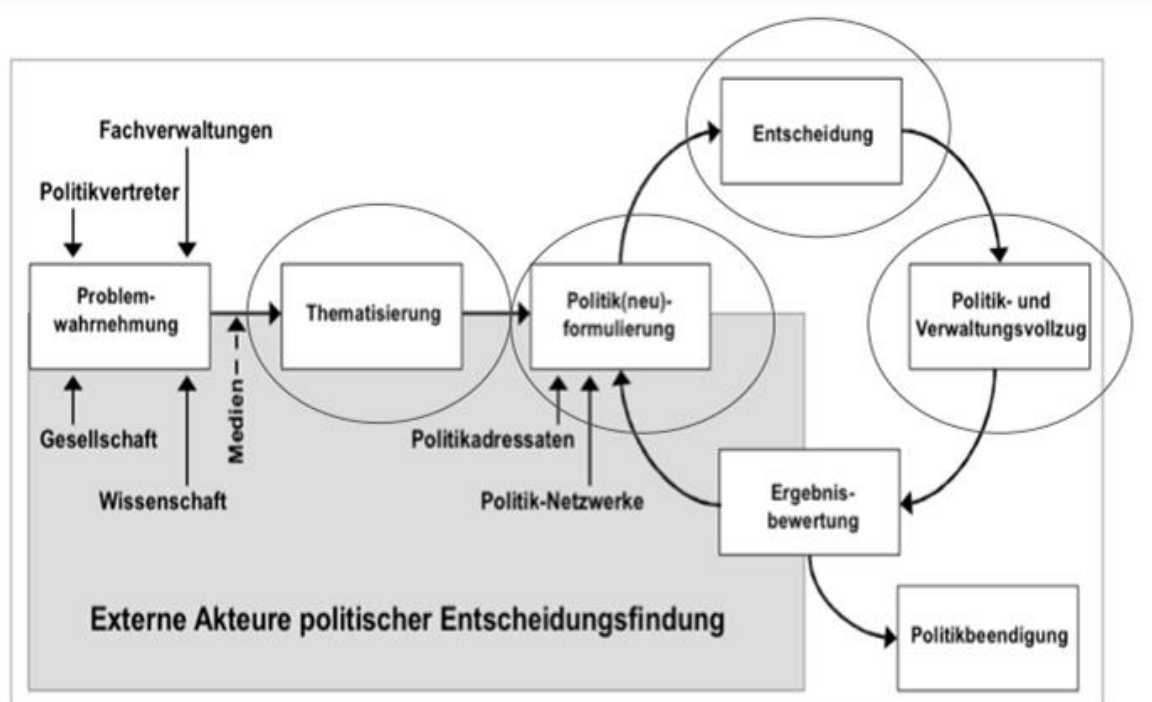 Fachverwaltungen
Politikvertreter
Entscheidung
Problem-
wahrnehmung
Thematisierung
Politik(neu)-
formulierung
Politik- und
Verwaltungsvollzug
Medien
Gesellschaft
Wissenschaft
Politikadressaten
Politik-Netzwerke
Ergebnis-
bewertung
Externe Akteure politischer Entscheidungsfindung
Politikbeendigung